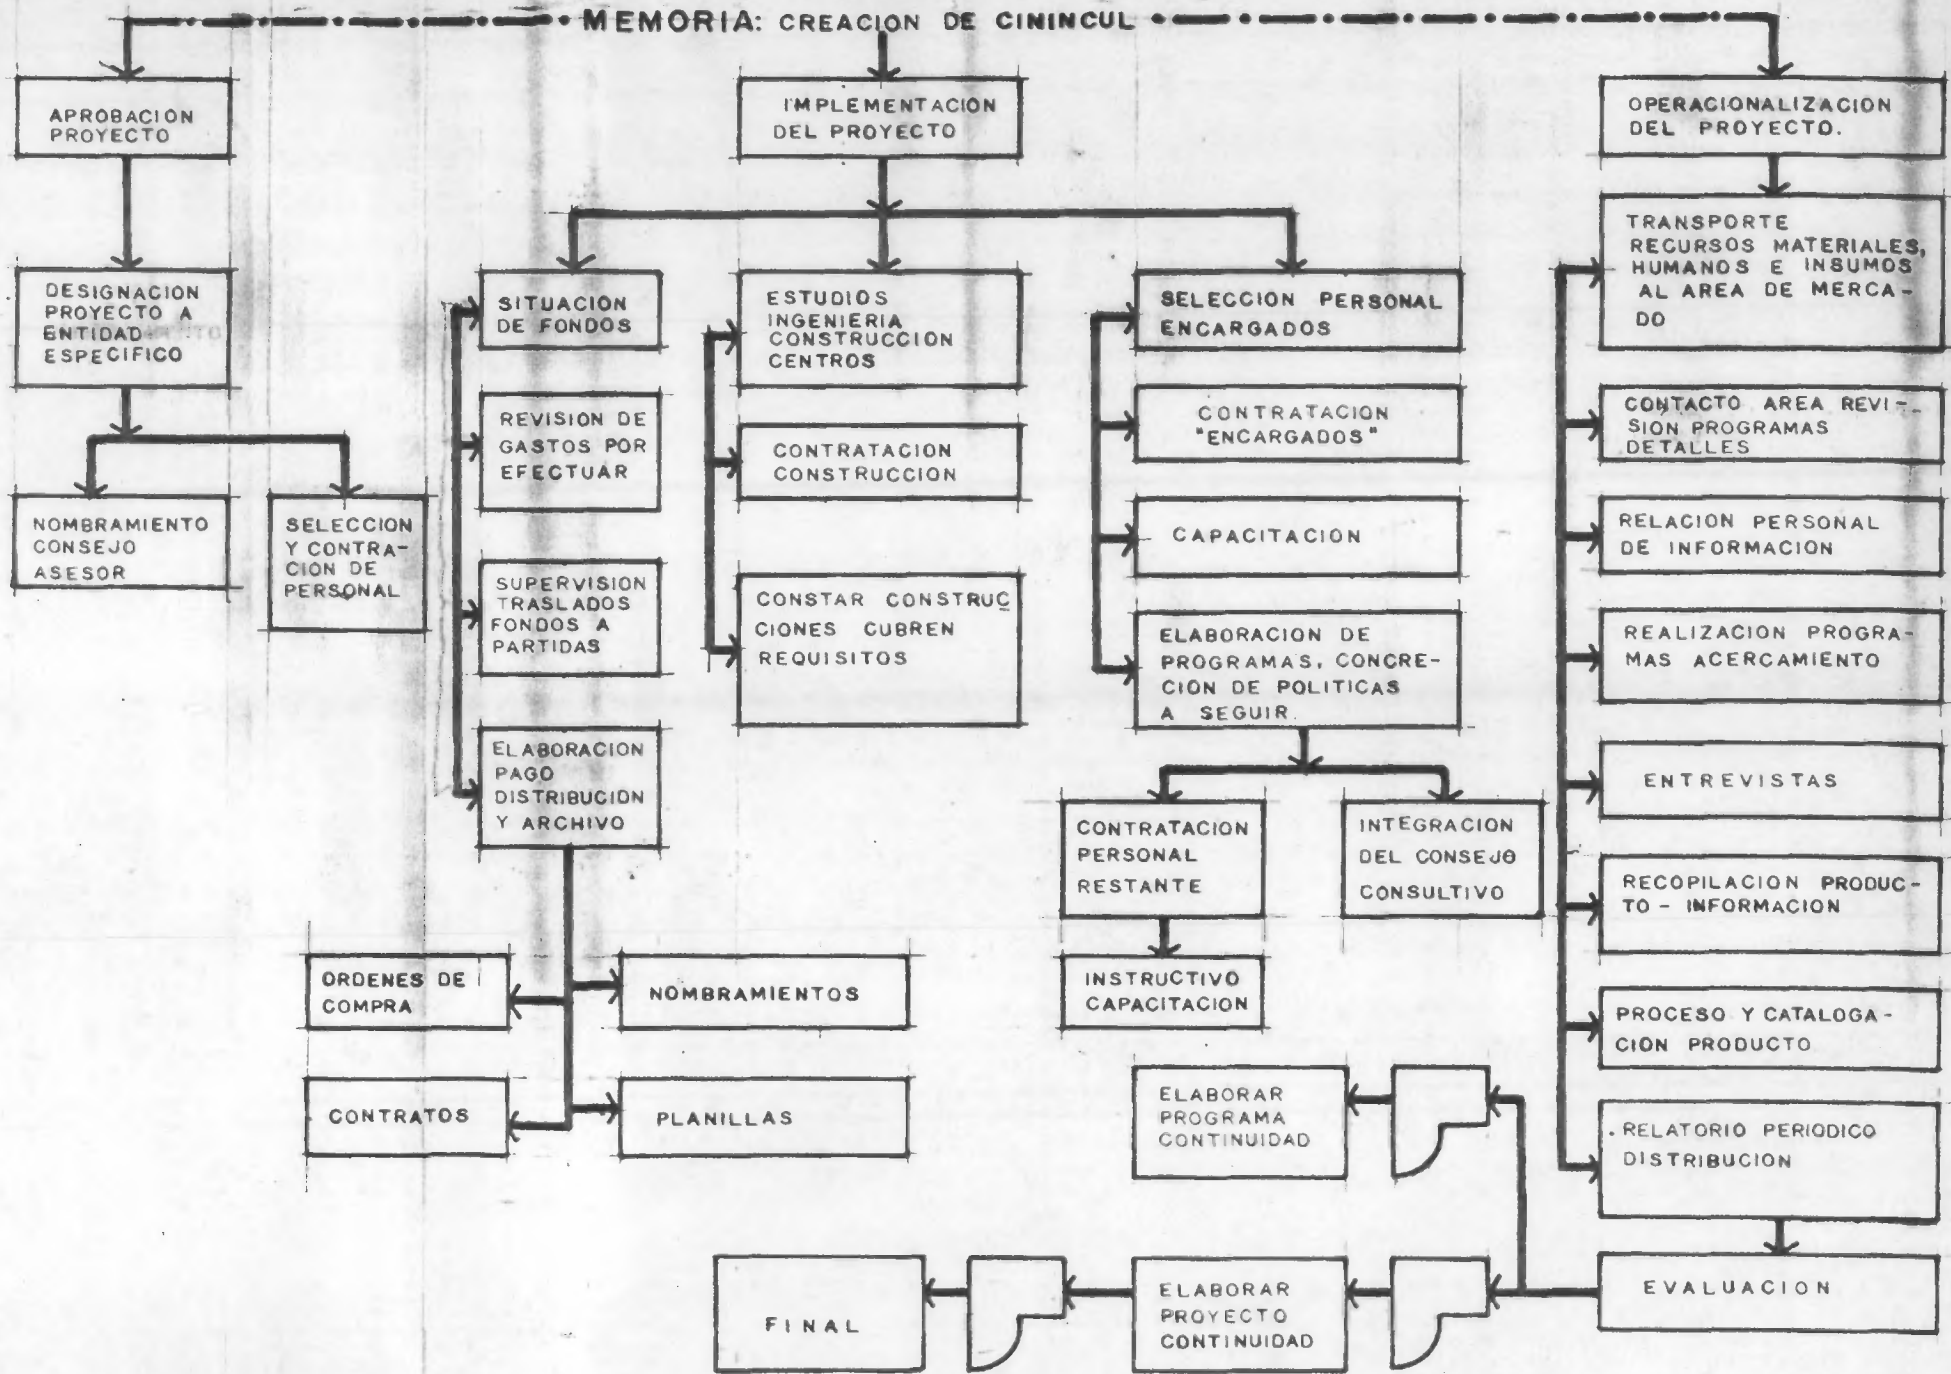 MEMORIA: CREACION DE CININCUL
APROBACION
PROYECTO
DESIGNACION
PROYECTO A
ENTIDAD
ESPECIFICO
NOMBRAMIENTO
CONSEJO
ASESOR
SELECCION
Y CONTRA-
CION DE
PERSONAL
IMPLEMENTACION
DEL PROYECTO
SITUACION
DE FONDOS
REVISION DE
GASTOS POR
EFECTUAR
SUPERVISION
TRASLADOS
FONDOS A
PARTIDAS
ELABORACION
PAGO
DISTRIBUCION
Y ARCHIVO
ORDENES DE
COMPRA
NOMBRAMIENTOS
CONTRATOS
PLANILLAS
ESTUDIOS
INGENIERIA
CONSTRUCCION
CENTROS
CONTRATACION
CONSTRUCCION
CONSTAR CONSTRUC
CIONES CUBREN
REQUISITOS
SELECCION PERSONAL
ENCARGADOS
CONTRATACION
"ENCARGADOS"
CAPACITACION
ELABORACION DE
PROGRAMAS, CONCRE-
CION DE POLITICAS
A SEGUIR
CONTRATACION
PERSONAL
RESTANTE
INTEGRACION
DEL CONSEJO
CONSULTIVO
INSTRUCTIVO
CAPACITACION
OPERACIONALIZACION
DEL PROYECTO.
TRANSPORTE
RECURSOS MATERIALES,
HUMANOS E INSUMOS
AL AREA DE MERCA-
DO
CONTACTO AREA REVI-
SION PROGRAMAS
DETALLES
RELACION PERSONAL
DE INFORMACION
REALIZACION PROGRA-
MAS ACERCAMIENTO
ENTREVISTAS
RECOPILACION PRODUC-
TO - INFORMACION
PROCESO Y CATALOGA-
CION PRODUCTO
RELATORIO PERIODICO
DISTRIBUCION
EVALUACION
ELABORAR
PROGRAMA
CONTINUIDAD
ELABORAR
PROYECTO
CONTINUIDAD
FINAL